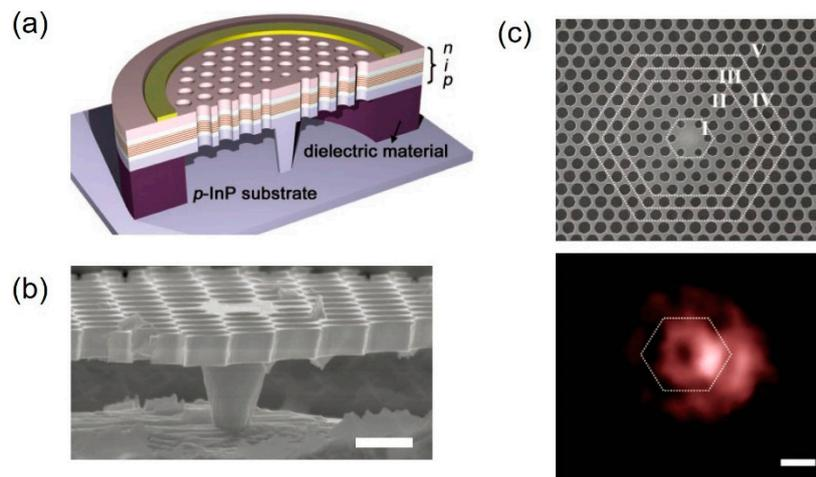 (a)
n
i
p
dielectric material
p-InP substrate
(b)
(c)
V
III
II
IV
I